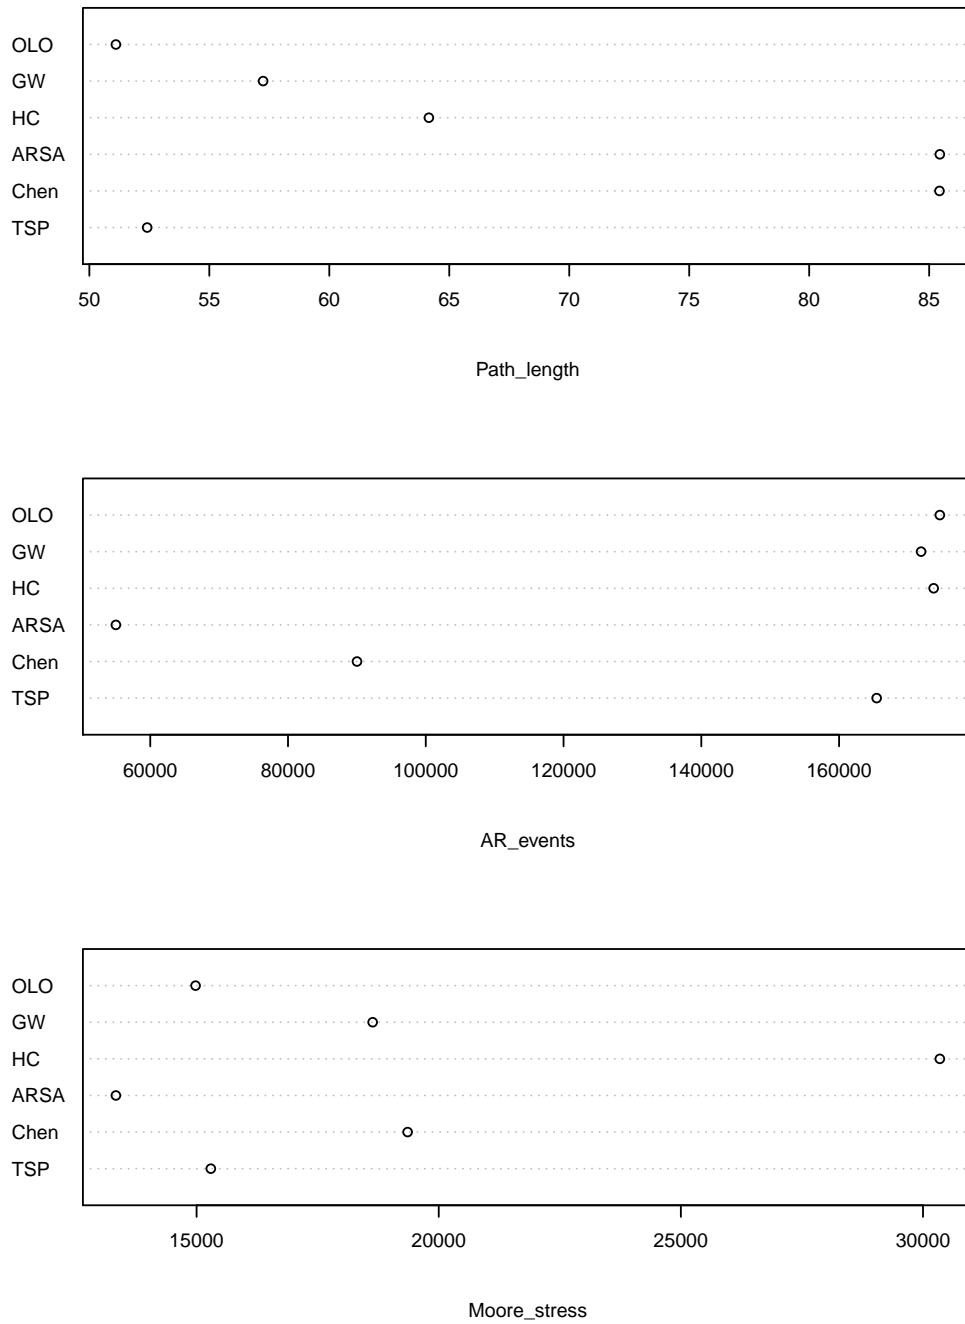 OLO
GW
HC
ARSA
Chen
TSP
50 55 60 65 70 75 80 85
Path_length
OLO
GW
HC
ARSA
Chen
TSP
60000 80000 100000 120000 140000 160000
AR_events
OLO
GW
HC
ARSA
Chen
TSP
15000 20000 25000 30000
Moore_stress